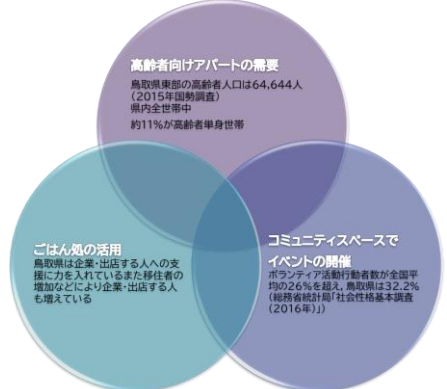 高齢者向けアパートの需要
鳥取県東部の高齢者人口は64,644人
（2015年国勢調査）
県内全世帯中
約11%が高齢者単身世帯
ごはん処の活用
鳥取県は企業・出店する人への支
援に力を入れているまた移住者の
増加などにより企業・出店する人
も増えている
コミュニティスペースで
イベントの開催
ボランティア活動行動者数が全国平
均の26%を超え，鳥取県は32.2%
（総務省統計局「社会性格基本調査
（2016年）」）